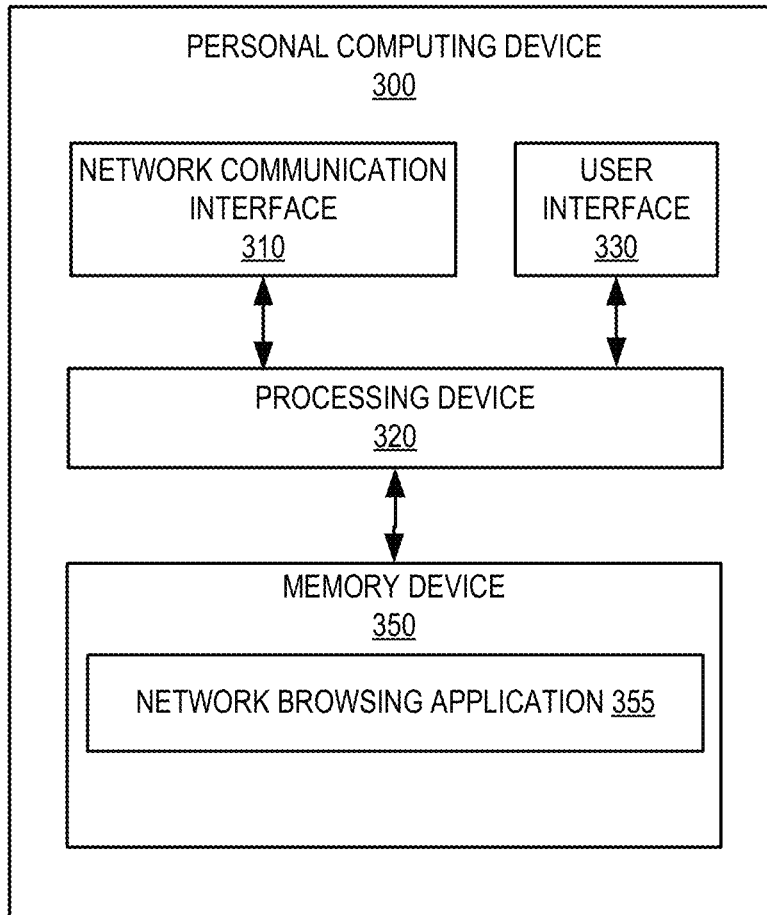 PERSONAL COMPUTING DEVICE
300
NETWORK COMMUNICATION
INTERFACE
310
USER
INTERFACE
330
PROCESSING DEVICE
320
MEMORY DEVICE
350
NETWORK BROWSING APPLICATION 355